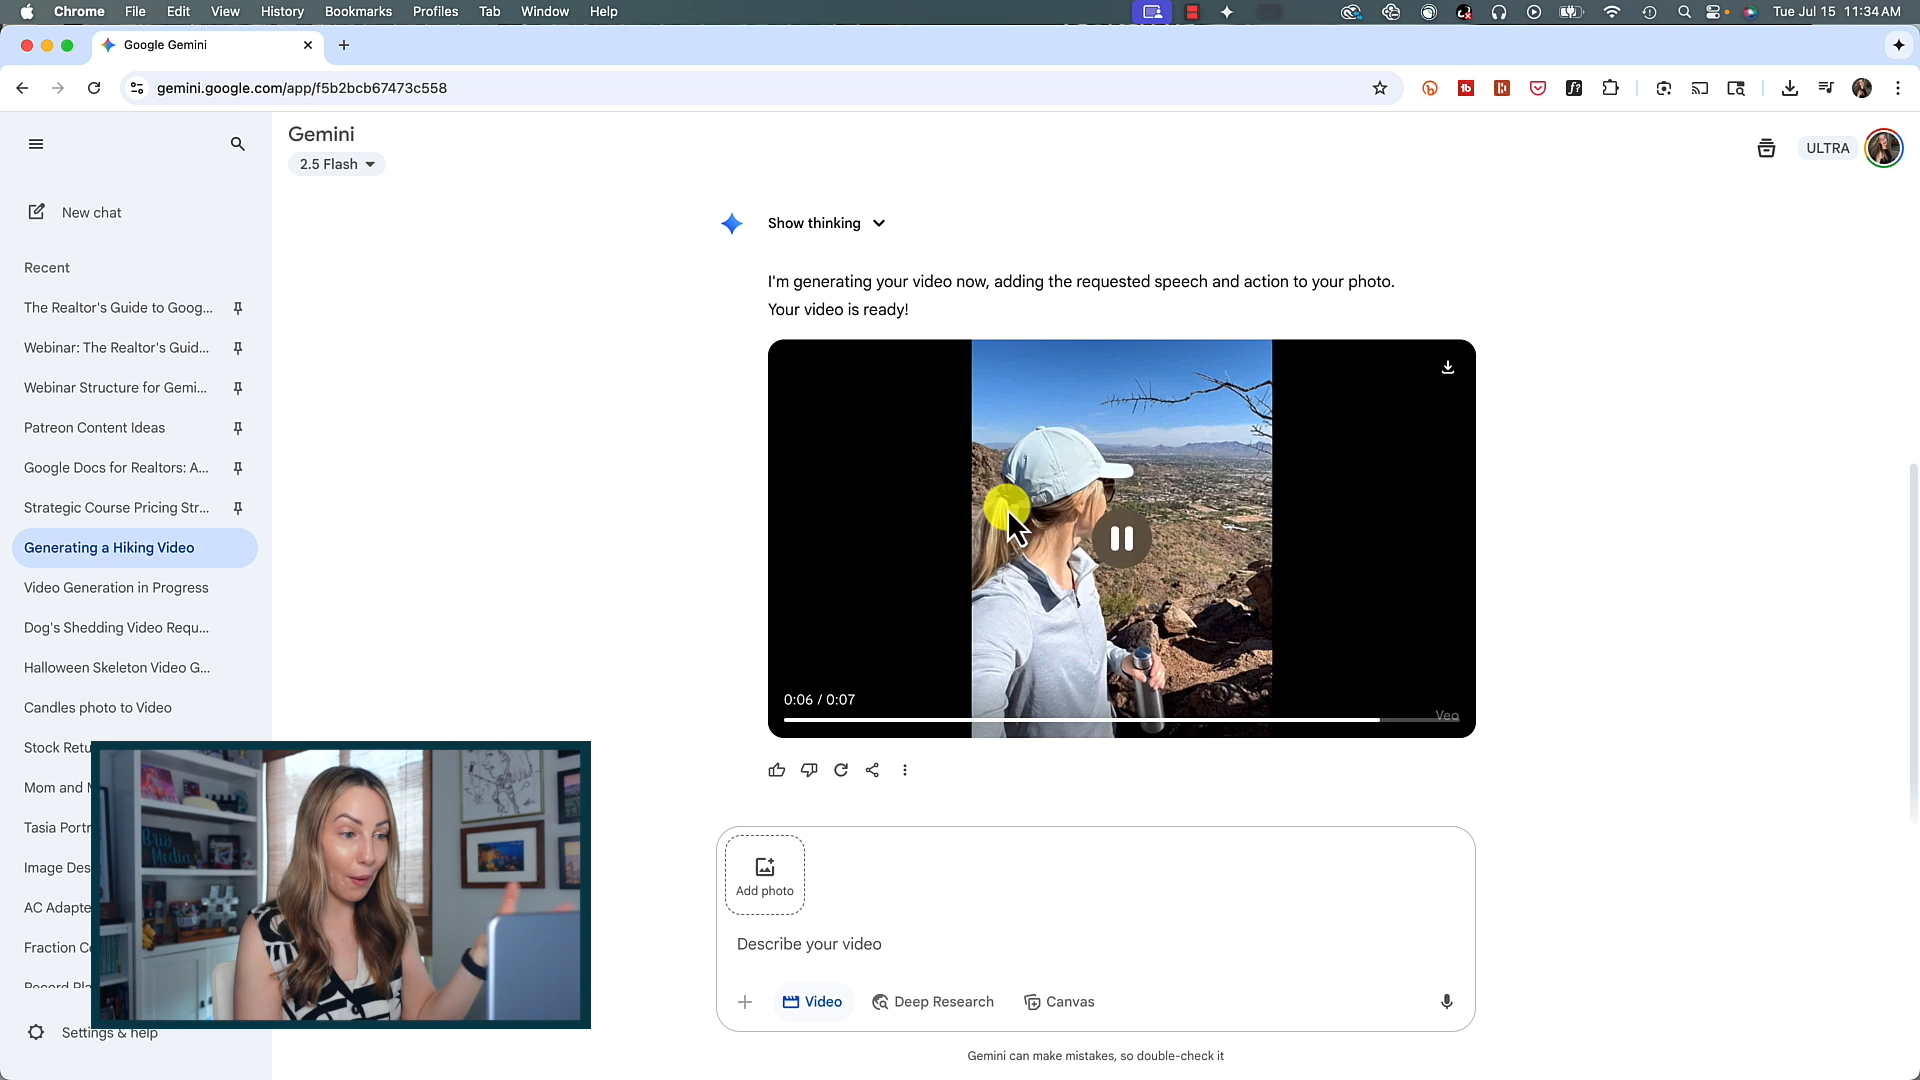 Chrome File Edit View History Bookmarks Profiles Tab Window Help
Tue Jul 15 11:34 AM
Google Gemini
gemini.google.com/app/f5b2bcb67473c558
Gemini
2.5 Flash
ULTRA
New chat
Recent
The Realtor's Guide to Goog...
Webinar: The Realtor's Guid...
Webinar Structure for Gemi...
Patreon Content Ideas
Google Docs for Realtors: A...
Strategic Course Pricing Str...
Generating a Hiking Video
Video Generation in Progress
Dog's Shedding Video Requ...
Halloween Skeleton Video G...
Candles photo to Video
Stock Retu
Mom and
Tasia Portr
Image Des
AC Adapte
Fraction Co
Record Pla
Settings & help
Show thinking
I'm generating your video now, adding the requested speech and action to your photo.
Your video is ready!
0:06 / 0:07
Veo
Add photo
Describe your video
Video
Deep Research
Canvas
Gemini can make mistakes, so double-check it